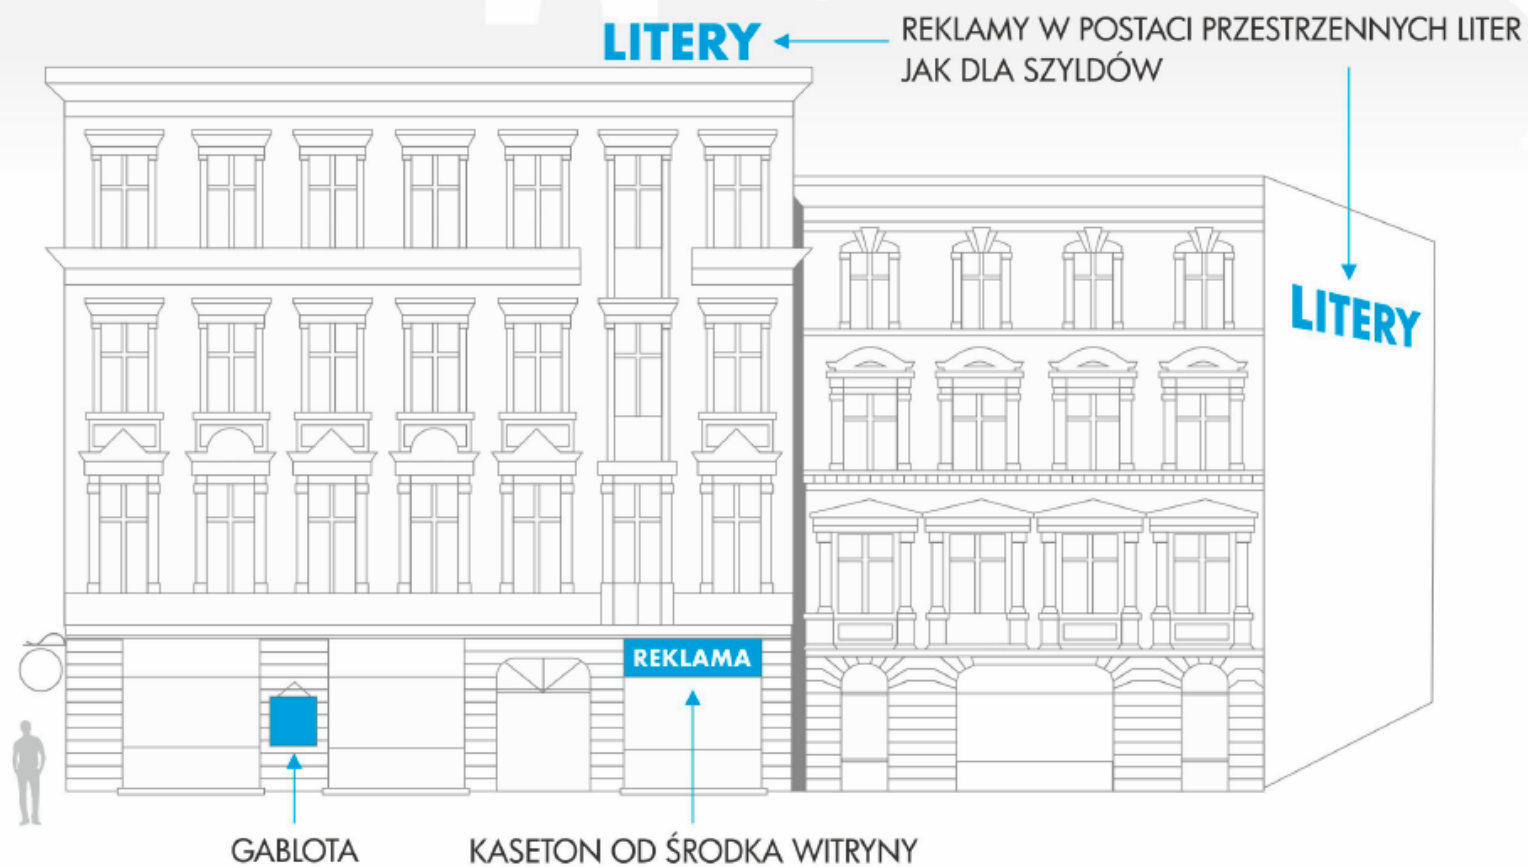 LITERY
REKLAMY W POSTACI PRZESTRZENNYCH LITER
JAK DLA SZYLDÓW
LITERY
REKLAMA
GABLOTA
KASETON OD ŚRODKA WITRYNY